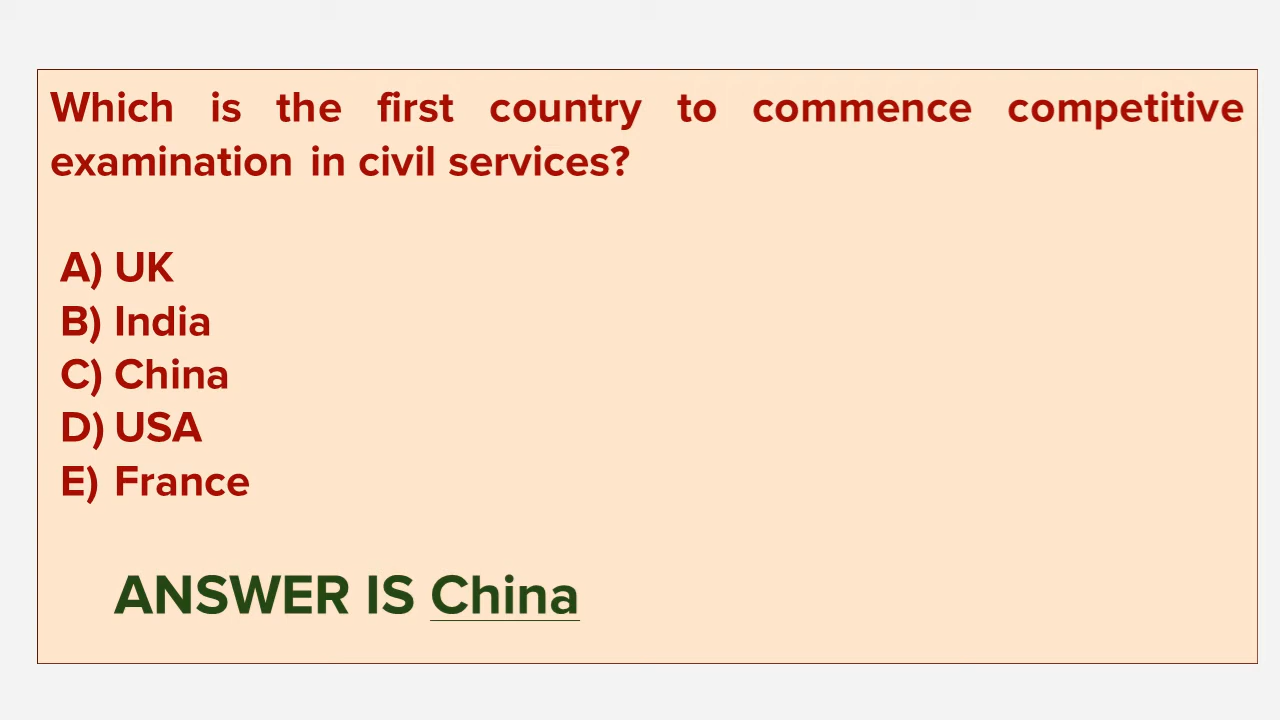 Which is the first country to commence competitive
examination in civil services?
A) UK
B) India
C) China
D) USA
E) France
ANSWER IS China